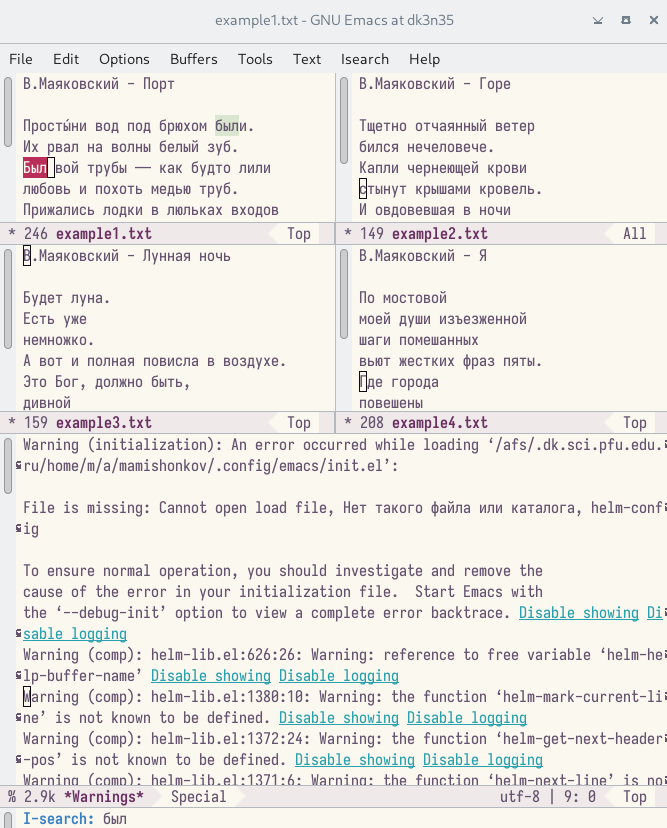 example1.txt - GNU Emacs at dk3n35
File Edit Options Buffers Tools Text Isearch Help
В.Маяковский - Порт
Просты́ни вод под брюхом были.
Их рвал на волны белый зуб.
Был вой трубы — как будто лили
любовь и похоть медью труб.
Прижались лодки в люльках входов
* 246 example1.txt Top
В.Маяковский - Горе
Тщетно отчаянный ветер
бился нечеловече.
Капли чернеющей крови
стынут крышами кровель.
И овдовевшая в ночи
* 149 example2.txt All
В.Маяковский - Лунная ночь
Будет луна.
Есть уже
немножко.
А вот и полная повисла в воздухе.
Это Бог, должно быть,
дивной
* 159 example3.txt Top
В.Маяковский - Я
По мостовой
моей души изъезженной
шаги помешанных
вьют жестких фраз пяты.
Где города
повешены
* 208 example4.txt Top
Warning (initialization): An error occurred while loading ‘/afs/.dk.sci.pfu.edu.
ru/home/m/a/mamishonkov/.config/emacs/init.el’:
File is missing: Cannot open load file, Нет такого файла или каталога, helm-conf
ig
To ensure normal operation, you should investigate and remove the
cause of the error in your initialization file.  Start Emacs with
the ‘--debug-init’ option to view a complete error backtrace. Disable showing Di
sable logging
Warning (comp): helm-lib.el:626:26: Warning: reference to free variable ‘helm-he
lp-buffer-name’ Disable showing Disable logging
Warning (comp): helm-lib.el:1380:10: Warning: the function ‘helm-mark-current-li
ne’ is not known to be defined. Disable showing Disable logging
Warning (comp): helm-lib.el:1372:24: Warning: the function ‘helm-get-next-header
-pos’ is not known to be defined. Disable showing Disable logging
Warning (comp): helm-lib.el:1371:6: Warning: the function ‘helm-next-line’ is no
% 2.9k *Warnings* Special utf-8 | 9: 0 Top
I-search: был